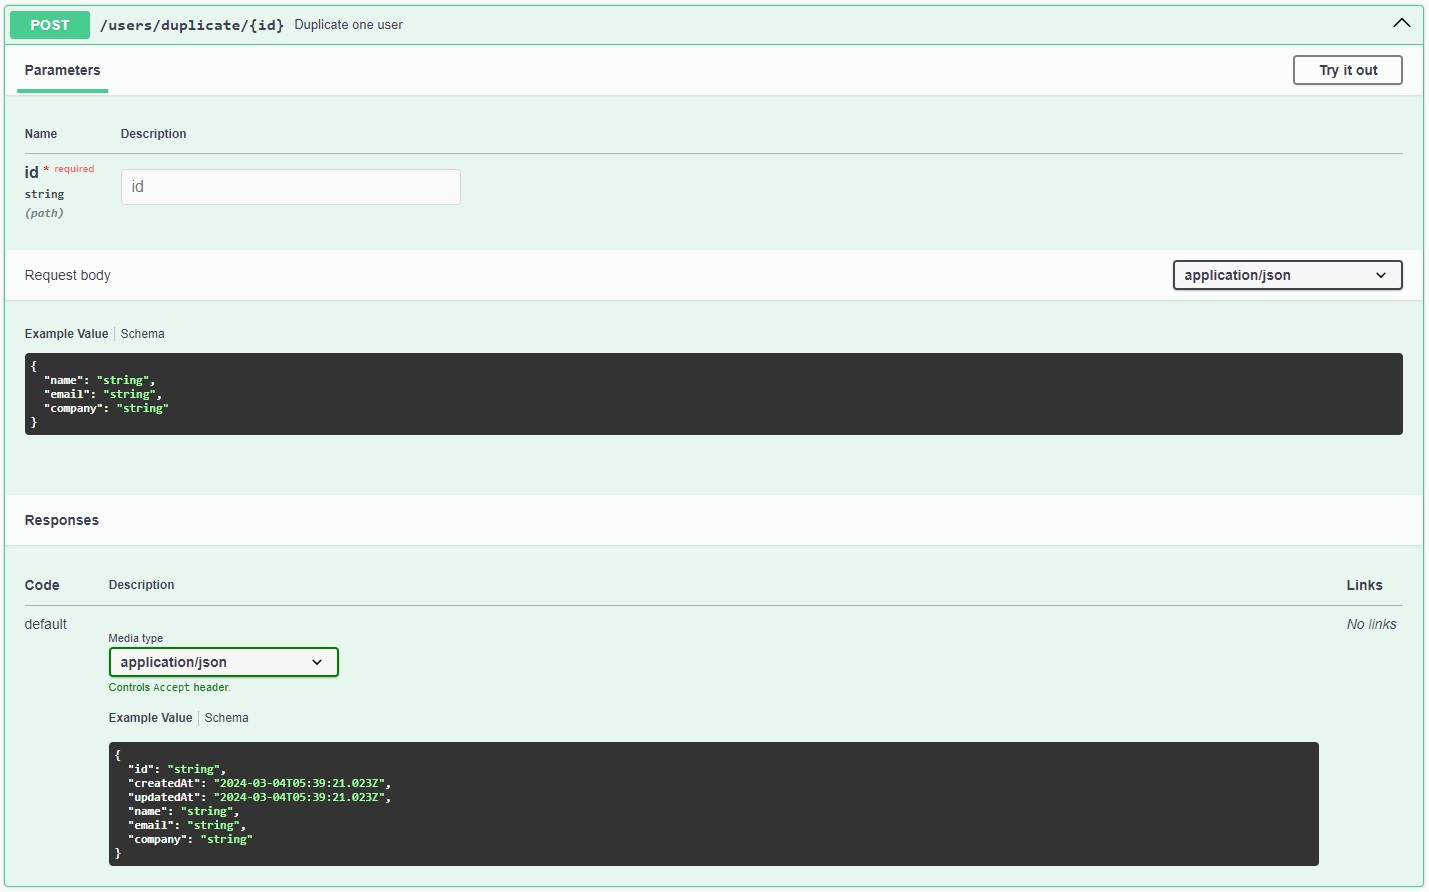 POST /users/duplicate/{id} Duplicate one user
Parameters
Try it out
Name Description
id * required
string
(path)
id
Request body
application/json
Example Value Schema
{
"name": "string",
"email": "string",
"company": "string"
}
Responses
Code Description Links
default No links
Media type
application/json
Controls Accept header.
Example Value Schema
{
"id": "string",
"createdAt": "2024-03-04T05:39:21.023Z",
"updatedAt": "2024-03-04T05:39:21.023Z",
"name": "string",
"email": "string",
"company": "string"
}